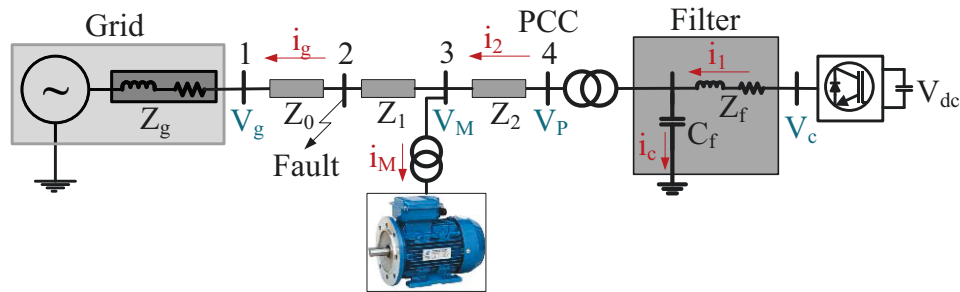 Grid
Z_g
1
V_g
i_g
Z_0
2
Fault
Z_1
3
V_M
i_M
i_2
Z_2
PCC
4
V_P
Filter
i_1
Z_f
C_f
i_c
V_c
V_dc